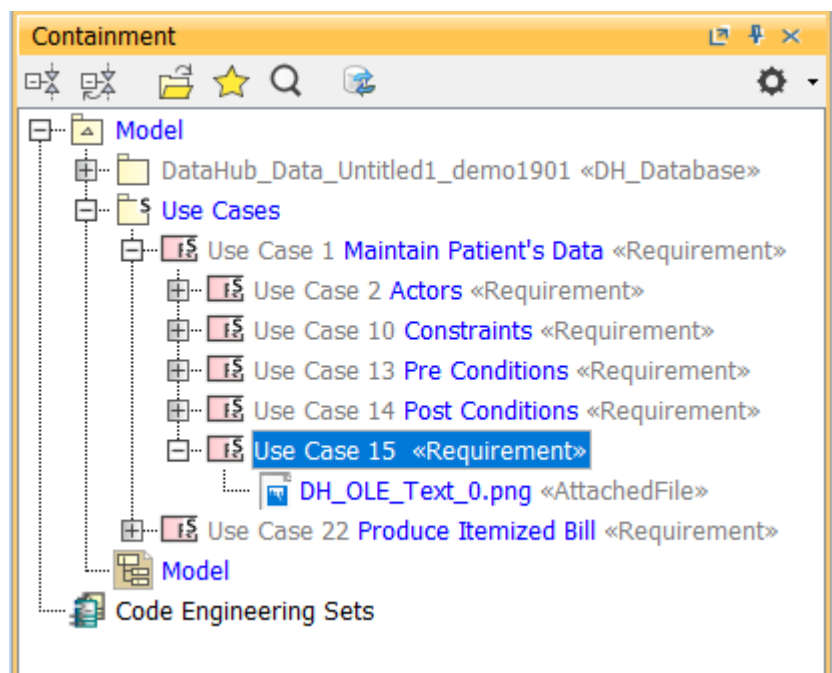 Containment
Model
DataHub_Data_Untitled1_demo1901 «DH_Database»
Use Cases
Use Case 1 Maintain Patient's Data «Requirement»
Use Case 2 Actors «Requirement»
Use Case 10 Constraints «Requirement»
Use Case 13 Pre Conditions «Requirement»
Use Case 14 Post Conditions «Requirement»
Use Case 15 «Requirement»
DH_OLE_Text_0.png «AttachedFile»
Use Case 22 Produce Itemized Bill «Requirement»
Model
Code Engineering Sets